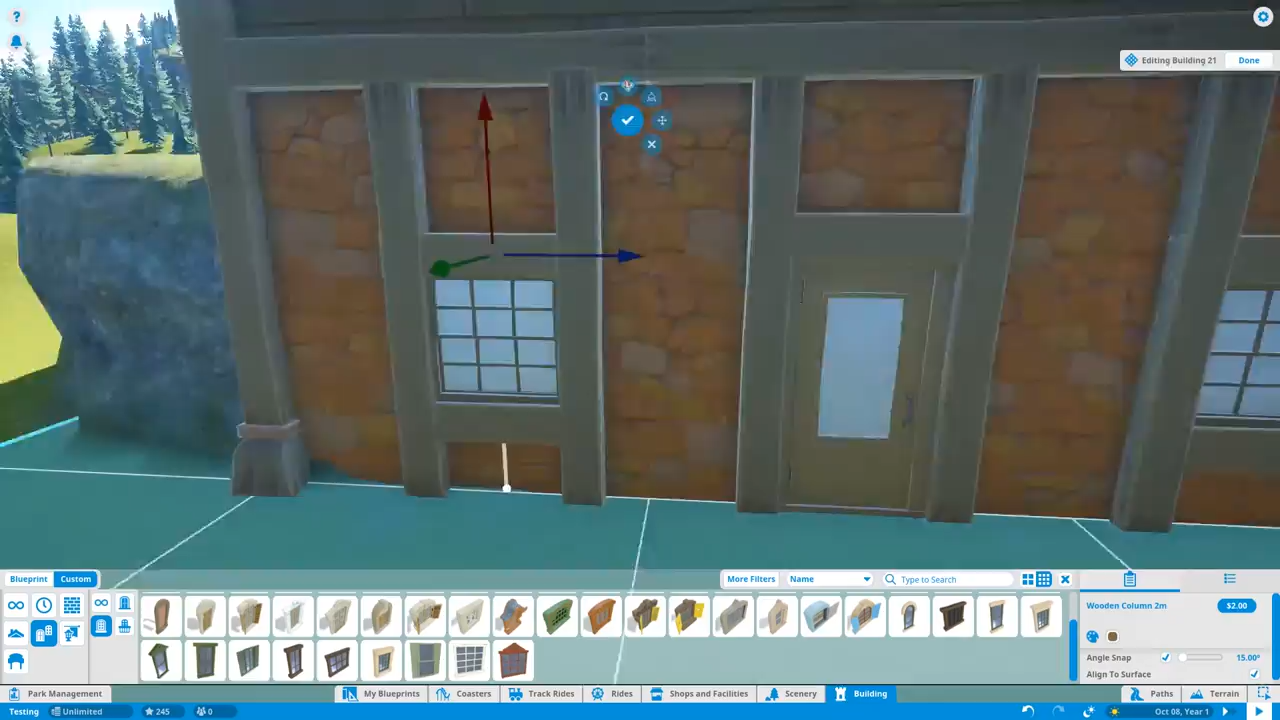 ?
Editing Building 21 Done
Blueprint Custom More Filters Name Type to Search
Wooden Column 2m $2.00
Angle Snap 15.00°
Align To Surface
Park Management My Blueprints Coasters Track Rides Rides Shops and Facilities Scenery Building Paths Terrain
Testing Unlimited 245 0 Oct 08, Year 1